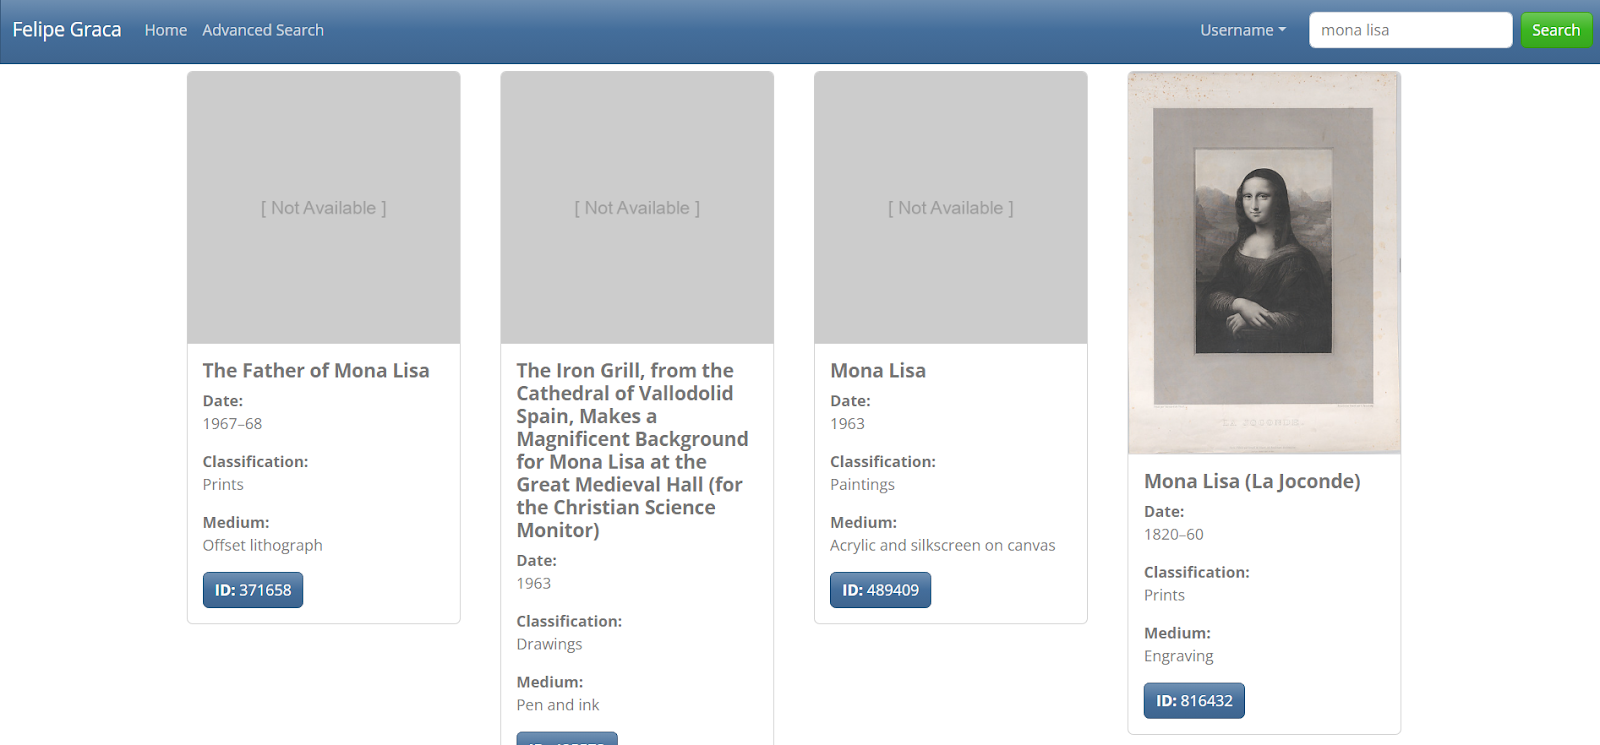 Felipe Graca Home Advanced Search Username mona lisa Search
[ Not Available ]
The Father of Mona Lisa
Date:
1967–68
Classification:
Prints
Medium:
Offset lithograph
ID: 371658
[ Not Available ]
The Iron Grill, from the
Cathedral of Vallodolid
Spain, Makes a
Magnificent Background
for Mona Lisa at the
Great Medieval Hall (for
the Christian Science
Monitor)
Date:
1963
Classification:
Drawings
Medium:
Pen and ink
[ Not Available ]
Mona Lisa
Date:
1963
Classification:
Paintings
Medium:
Acrylic and silkscreen on canvas
ID: 489409
LA JOCONDE.
Mona Lisa (La Joconde)
Date:
1820–60
Classification:
Prints
Medium:
Engraving
ID: 816432